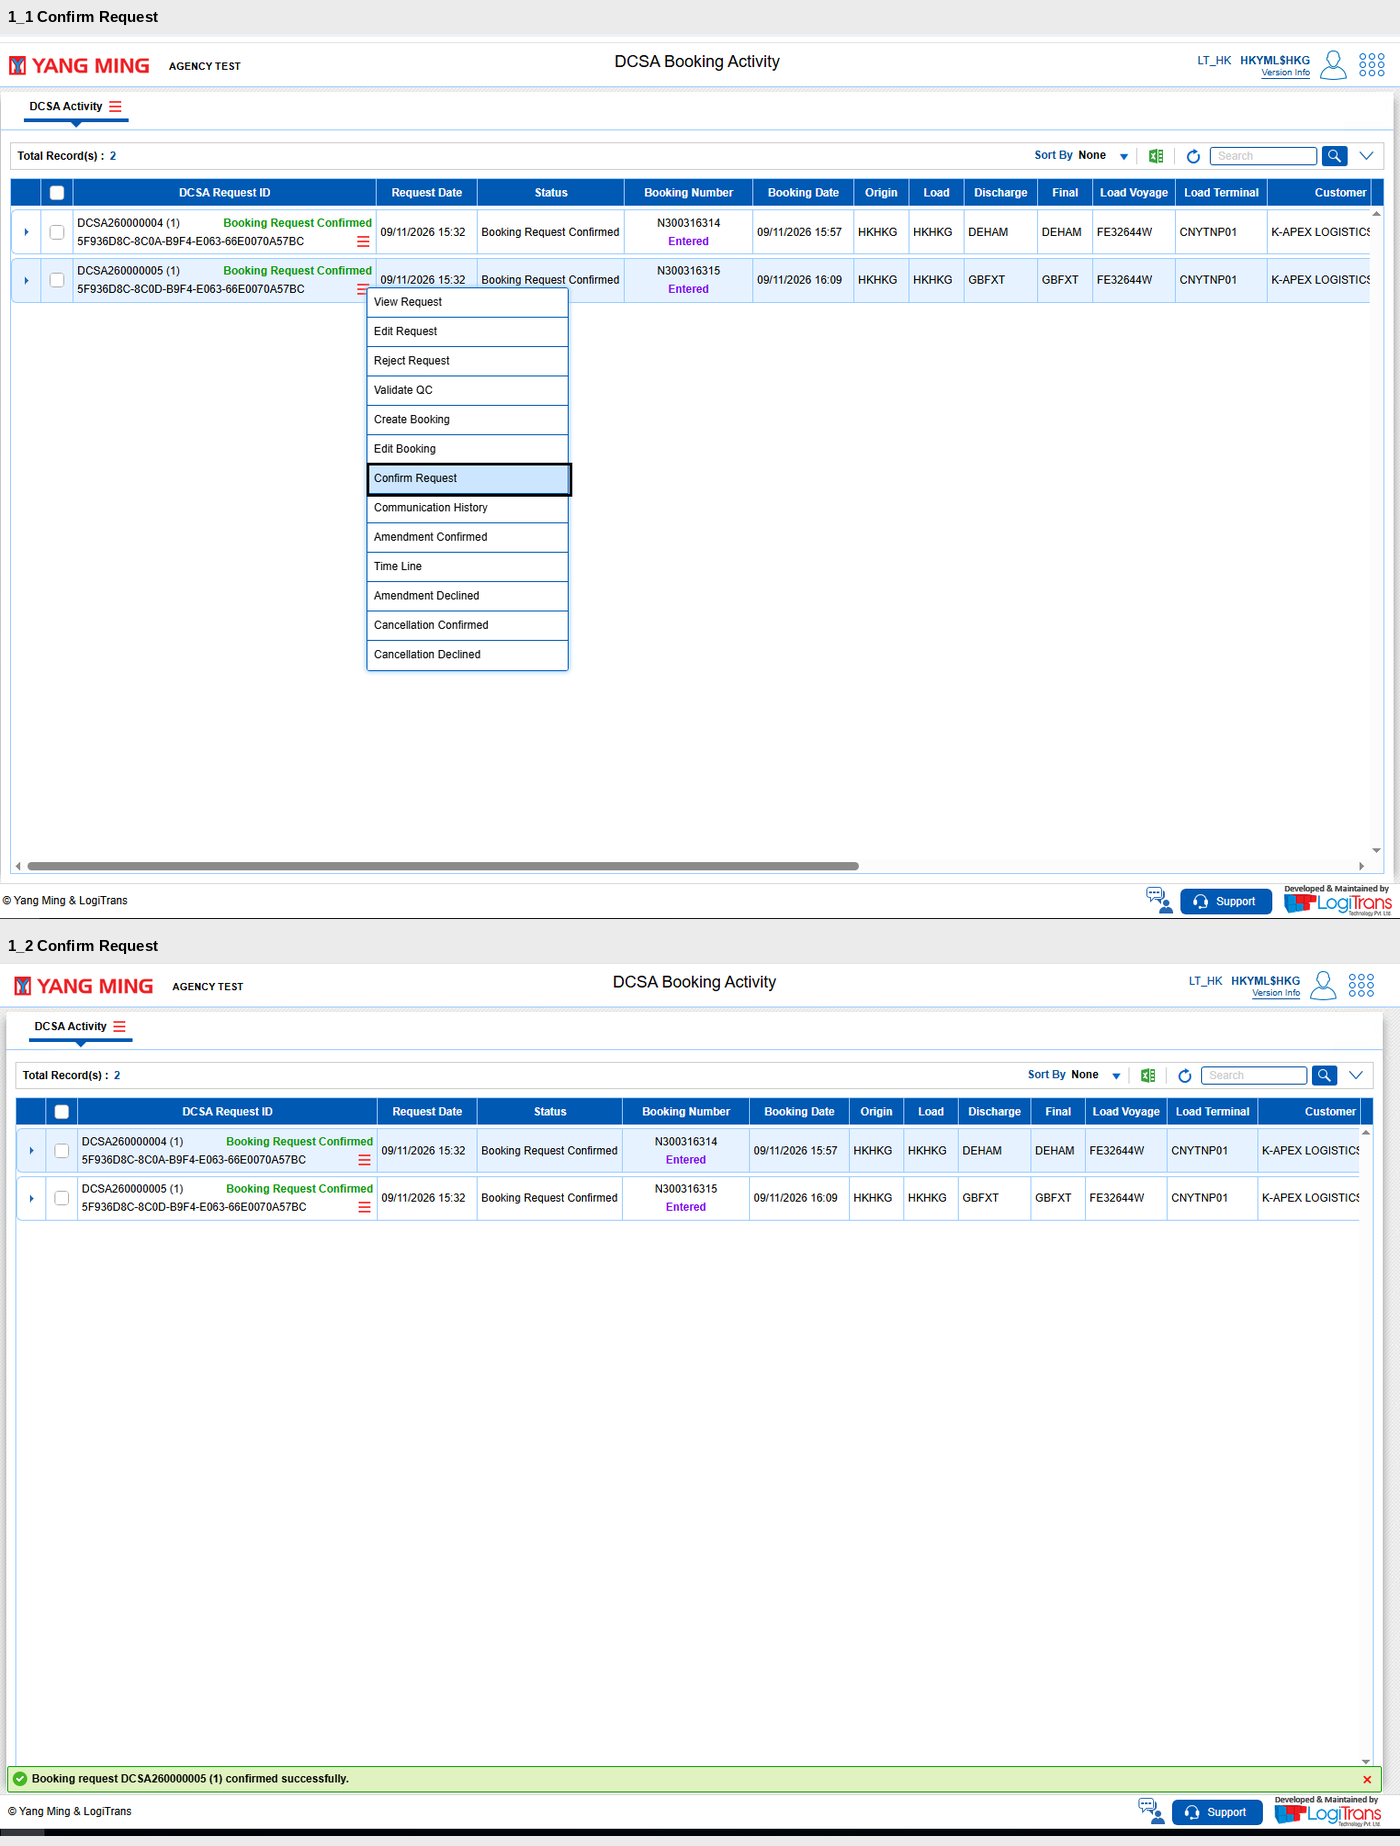 1_1 Confirm Request
YANG MING AGENCY TEST DCSA Booking Activity LT_HK HKYML$HKG
Version Info
DCSA Activity
Total Record(s) : 2 Sort By None Search
DCSA Request ID Request Date Status Booking Number Booking Date Origin Load Discharge Final Load Voyage Load Terminal Customer
DCSA260000004 (1) Booking Request Confirmed
5F936D8C-8C0A-B9F4-E063-66E0070A57BC
09/11/2026 15:32 Booking Request Confirmed
N300316314
Entered
09/11/2026 15:57 HKHKG HKHKG DEHAM DEHAM FE32644W CNYTNP01 K-APEX LOGISTICS
DCSA260000005 (1) Booking Request Confirmed
5F936D8C-8C0D-B9F4-E063-66E0070A57BC
09/11/2026 15:32 Booking Request Confirmed
N300316315
Entered
09/11/2026 16:09 HKHKG HKHKG GBFXT GBFXT FE32644W CNYTNP01 K-APEX LOGISTICS
View Request
Edit Request
Reject Request
Validate QC
Create Booking
Edit Booking
Confirm Request
Communication History
Amendment Confirmed
Time Line
Amendment Declined
Cancellation Confirmed
Cancellation Declined
© Yang Ming & LogiTrans Support
Developed & Maintained by
LogiTrans
Technology Pvt. Ltd.
1_2 Confirm Request
YANG MING AGENCY TEST DCSA Booking Activity LT_HK HKYML$HKG
Version Info
DCSA Activity
Total Record(s) : 2 Sort By None Search
DCSA Request ID Request Date Status Booking Number Booking Date Origin Load Discharge Final Load Voyage Load Terminal Customer
DCSA260000004 (1) Booking Request Confirmed
5F936D8C-8C0A-B9F4-E063-66E0070A57BC
09/11/2026 15:32 Booking Request Confirmed
N300316314
Entered
09/11/2026 15:57 HKHKG HKHKG DEHAM DEHAM FE32644W CNYTNP01 K-APEX LOGISTICS
DCSA260000005 (1) Booking Request Confirmed
5F936D8C-8C0D-B9F4-E063-66E0070A57BC
09/11/2026 15:32 Booking Request Confirmed
N300316315
Entered
09/11/2026 16:09 HKHKG HKHKG GBFXT GBFXT FE32644W CNYTNP01 K-APEX LOGISTICS
Booking request DCSA260000005 (1) confirmed successfully.
© Yang Ming & LogiTrans Support
Developed & Maintained by
LogiTrans
Technology Pvt. Ltd.